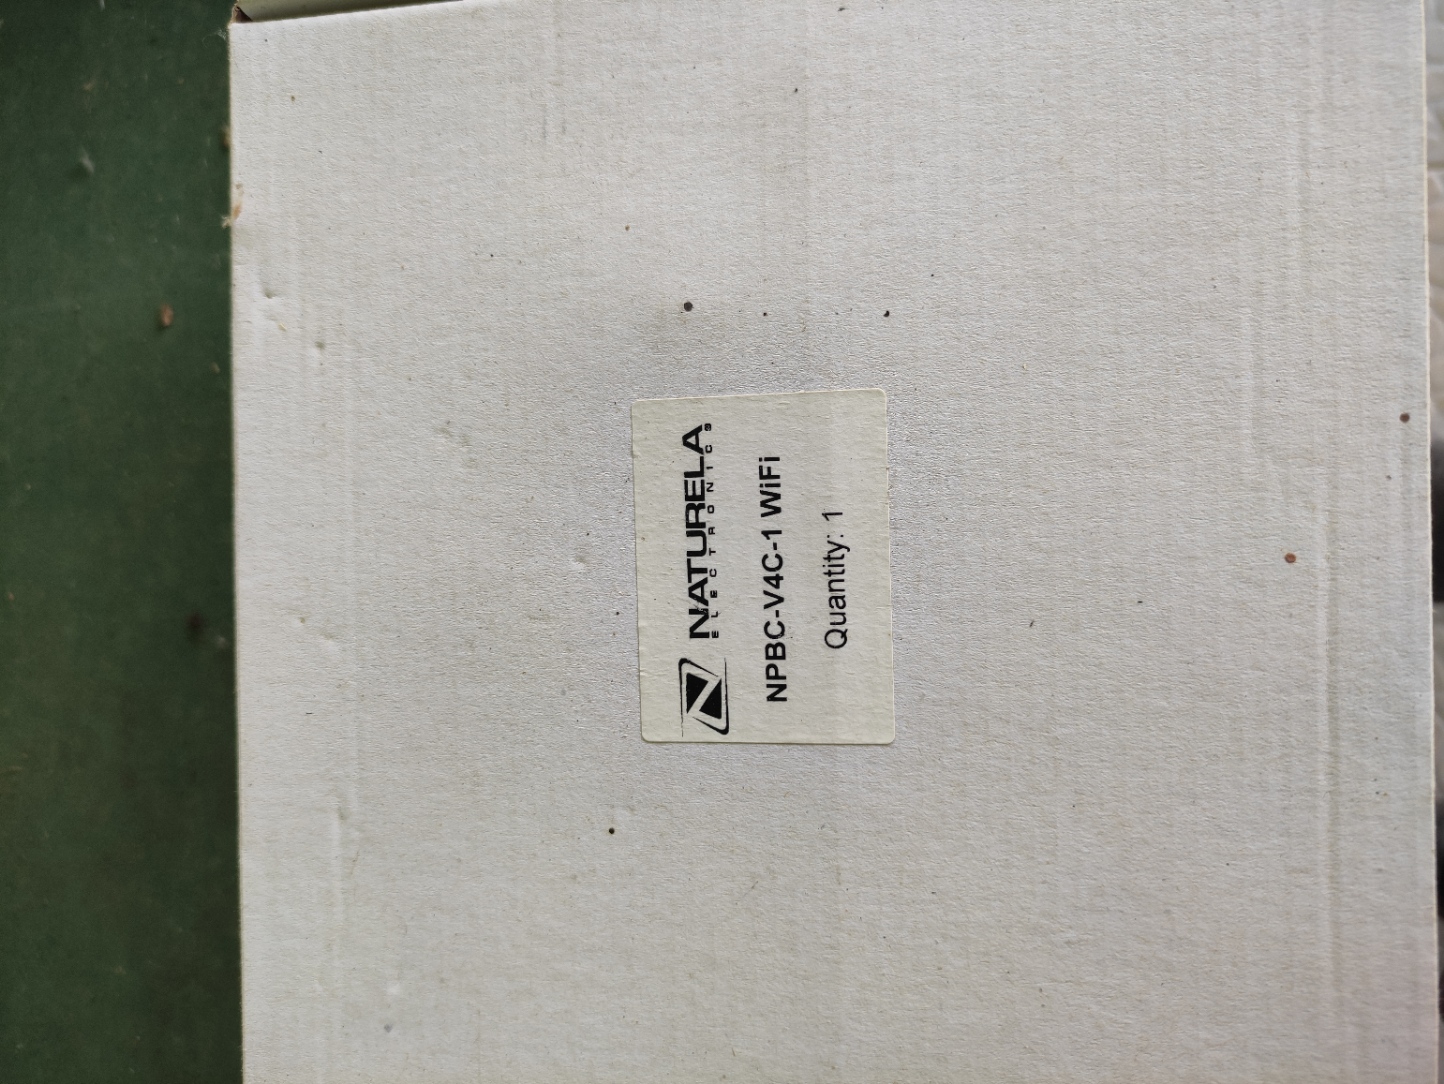 NATURELA
ELECTRONICS
NPBC-V4C-1 WiFi
Quantity: 1